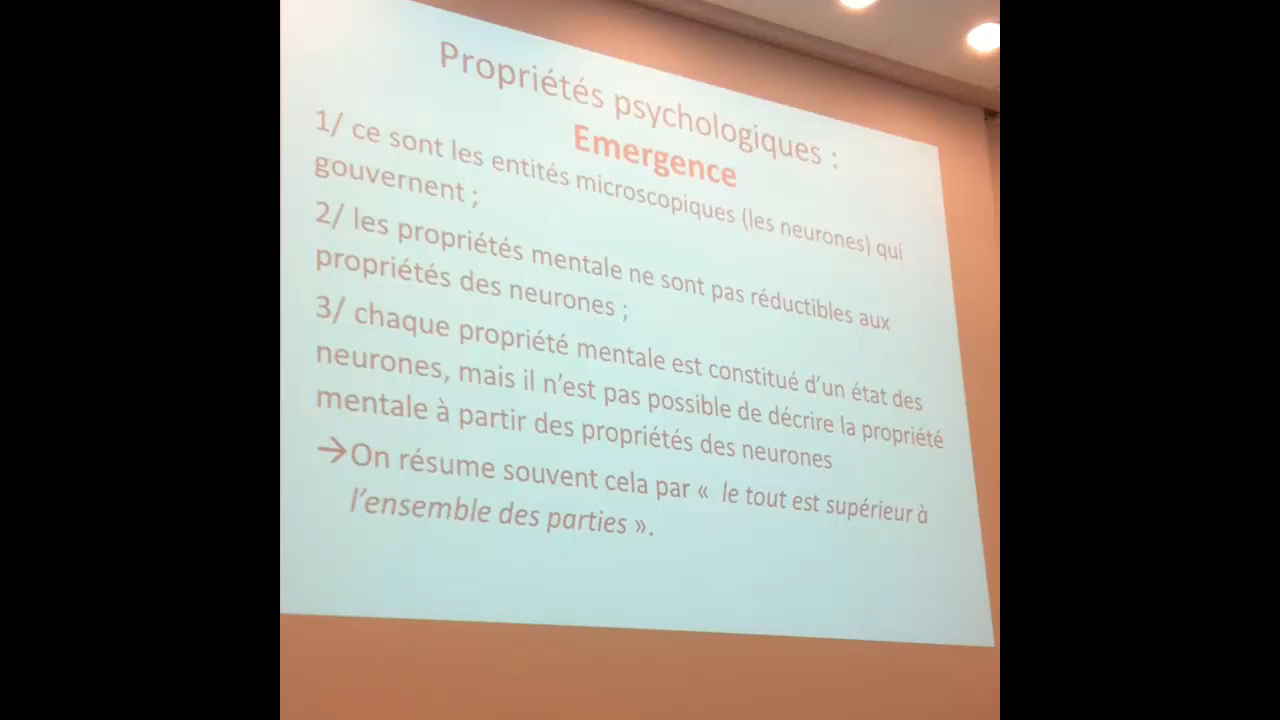 Propriétés psychologiques :
Emergence
1/ ce sont les entités microscopiques (les neurones) qui
gouvernent ;
2/ les propriétés mentale ne sont pas réductibles aux
propriétés des neurones ;
3/ chaque propriété mentale est constitué d'un état des
neurones, mais il n'est pas possible de décrire la propriété
mentale à partir des propriétés des neurones
→On résume souvent cela par « le tout est supérieur à
l'ensemble des parties ».